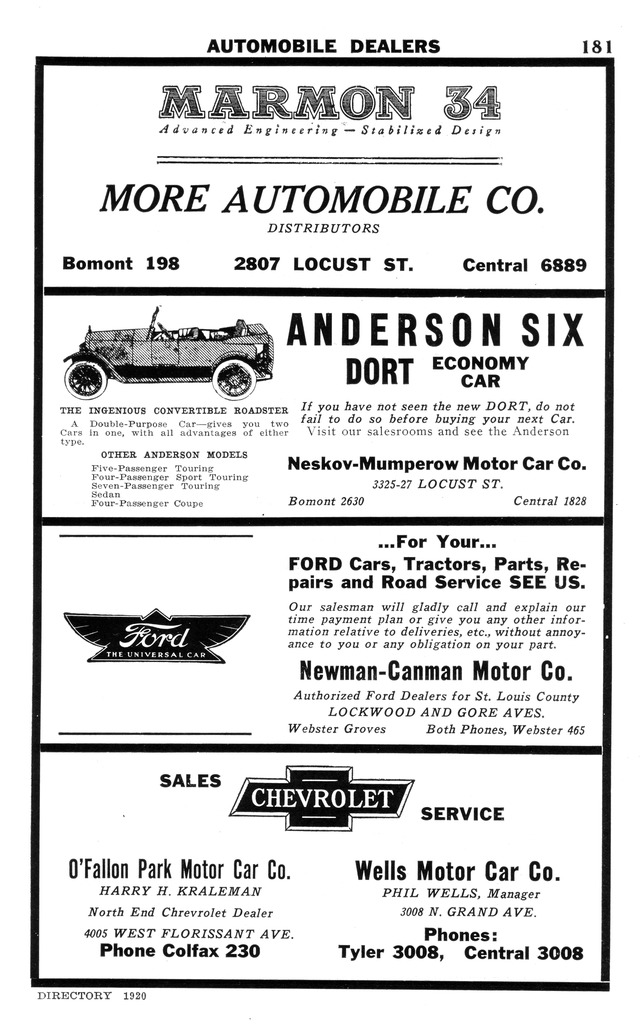 AUTOMOBILE DEALERS 181
MARMON 34
Advanced Engineering — Stabilized Design
MORE AUTOMOBILE CO.
DISTRIBUTORS
Bomont 198 2807 LOCUST ST. Central 6889
ANDERSON SIX
DORT ECONOMY CAR
THE INGENIOUS CONVERTIBLE ROADSTER
A Double-Purpose Car—gives you two
Cars in one, with all advantages of either
type.
OTHER ANDERSON MODELS
Five-Passenger Touring
Four-Passenger Sport Touring
Seven-Passenger Touring
Sedan
Four-Passenger Coupe
If you have not seen the new DORT, do not
fail to do so before buying your next Car.
Visit our salesrooms and see the Anderson
Neskov-Mumperow Motor Car Co.
3325-27 LOCUST ST.
Bomont 2630 Central 1828
...For Your...
FORD Cars, Tractors, Parts, Re-
pairs and Road Service SEE US.
Ford
THE UNIVERSAL CAR
Our salesman will gladly call and explain our
time payment plan or give you any other infor-
mation relative to deliveries, etc., without annoy-
ance to you or any obligation on your part.
Newman-Canman Motor Co.
Authorized Ford Dealers for St. Louis County
LOCKWOOD AND GORE AVES.
Webster Groves Both Phones, Webster 465
SALES
CHEVROLET
SERVICE
O'Fallon Park Motor Car Co.
HARRY H. KRALEMAN
North End Chrevrolet Dealer
4005 WEST FLORISSANT AVE.
Phone Colfax 230
Wells Motor Car Co.
PHIL WELLS, Manager
3008 N. GRAND AVE.
Phones:
Tyler 3008, Central 3008
DIRECTORY 1920